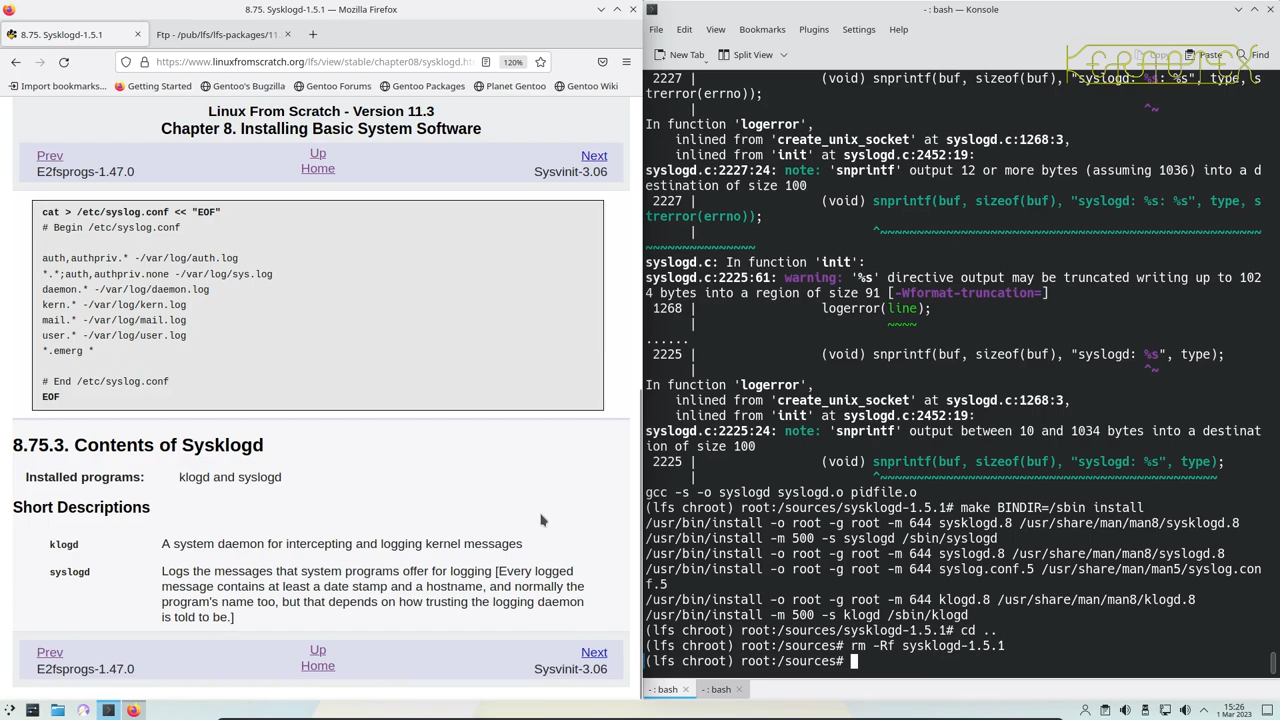 8.75. Sysklogd-1.5.1 — Mozilla Firefox
8.75. Sysklogd-1.5.1
Ftp - /pub/lfs/lfs-packages/11.
https://www.linuxfromscratch.org/lfs/view/stable/chapter08/sysklogd.h
120%
Import bookmarks...
Getting Started
Gentoo's Bugzilla
Gentoo Forums
Gentoo Packages
Planet Gentoo
Gentoo Wiki
Linux From Scratch - Version 11.3
Chapter 8. Installing Basic System Software
Prev
Up
Next
E2fsprogs-1.47.0
Home
Sysvinit-3.06
cat > /etc/syslog.conf << "EOF"
# Begin /etc/syslog.conf
auth,authpriv.* -/var/log/auth.log
*.*;auth,authpriv.none -/var/log/sys.log
daemon.* -/var/log/daemon.log
kern.* -/var/log/kern.log
mail.* -/var/log/mail.log
user.* -/var/log/user.log
*.emerg *
# End /etc/syslog.conf
EOF
8.75.3. Contents of Sysklogd
Installed programs: klogd and syslogd
Short Descriptions
klogd A system daemon for intercepting and logging kernel messages
syslogd Logs the messages that system programs offer for logging [Every logged
message contains at least a date stamp and a hostname, and normally the
program's name too, but that depends on how trusting the logging daemon
is told to be.]
Prev
Up
Next
E2fsprogs-1.47.0
Home
Sysvinit-3.06
- : bash — Konsole
File Edit View Bookmarks Plugins Settings Help
New Tab
Split View
Copy
Paste
Find
KERNOTEX
2227 | (void) snprintf(buf, sizeof(buf), "syslogd: %s: %s", type, s
trerror(errno));
| ^~
In function 'logerror',
inlined from 'create_unix_socket' at syslogd.c:1268:3,
inlined from 'init' at syslogd.c:2452:19:
syslogd.c:2227:24: note: 'snprintf' output 12 or more bytes (assuming 1036) into a d
estination of size 100
2227 | (void) snprintf(buf, sizeof(buf), "syslogd: %s: %s", type, s
trerror(errno));
| ^~~~~~~~~~~~~~~~~~~~~~~~~~~~~~~~~~~~~~~~~~~~~~~~~~~~
~~~~~~~~~~~~~~~
syslogd.c: In function 'init':
syslogd.c:2225:61: warning: '%s' directive output may be truncated writing up to 102
4 bytes into a region of size 91 [-Wformat-truncation=]
1268 | logerror(line);
| ~~~~
......
2225 | (void) snprintf(buf, sizeof(buf), "syslogd: %s", type);
| ^~
In function 'logerror',
inlined from 'create_unix_socket' at syslogd.c:1268:3,
inlined from 'init' at syslogd.c:2452:19:
syslogd.c:2225:24: note: 'snprintf' output between 10 and 1034 bytes into a destinat
ion of size 100
2225 | (void) snprintf(buf, sizeof(buf), "syslogd: %s", type);
| ^~~~~~~~~~~~~~~~~~~~~~~~~~~~~~~~~~~~~~~~~~~~~~
gcc -s -o syslogd syslogd.o pidfile.o
(lfs chroot) root:/sources/sysklogd-1.5.1# make BINDIR=/sbin install
/usr/bin/install -o root -g root -m 644 sysklogd.8 /usr/share/man/man8/sysklogd.8
/usr/bin/install -m 500 -s syslogd /sbin/syslogd
/usr/bin/install -o root -g root -m 644 syslogd.8 /usr/share/man/man8/syslogd.8
/usr/bin/install -o root -g root -m 644 syslog.conf.5 /usr/share/man/man5/syslog.con
f.5
/usr/bin/install -o root -g root -m 644 klogd.8 /usr/share/man/man8/klogd.8
/usr/bin/install -m 500 -s klogd /sbin/klogd
(lfs chroot) root:/sources/sysklogd-1.5.1# cd ..
(lfs chroot) root:/sources# rm -Rf sysklogd-1.5.1
(lfs chroot) root:/sources#
- : bash
- : bash
15:26
1 Mar 2023